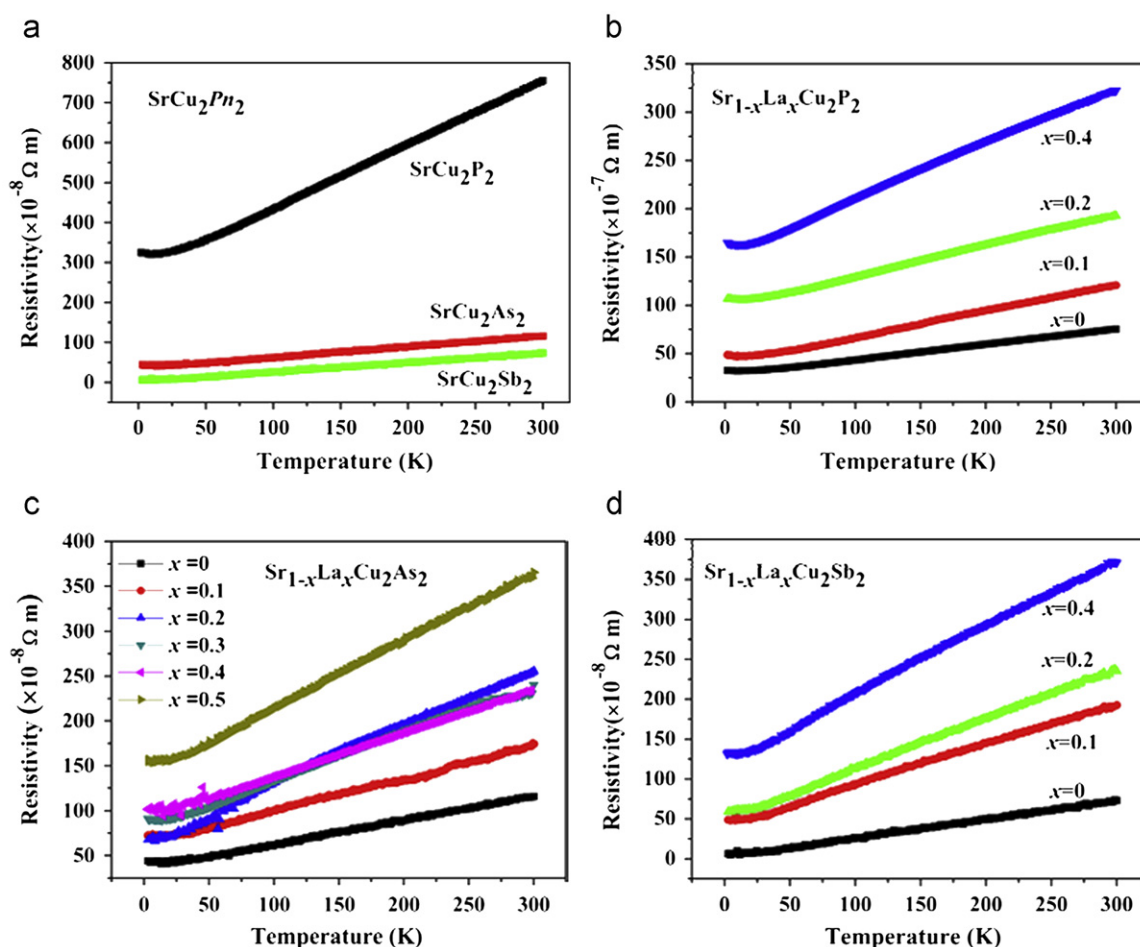 a
800
700
600
500
400
300
200
100
0
Resistivity(×10⁻⁸ Ω m)
SrCu₂Pn₂
SrCu₂P₂
SrCu₂As₂
SrCu₂Sb₂
0 50 100 150 200 250 300
Temperature (K)
b
350
300
250
200
150
100
50
0
Resistivity(×10⁻⁷ Ω m)
Sr₁₋ₓLaₓCu₂P₂
x=0.4
x=0.2
x=0.1
x=0
0 50 100 150 200 250 300
Temperature (K)
c
400
350
300
250
200
150
100
50
Resistivity (×10⁻⁸ Ω m)
x =0
x =0.1
x =0.2
x =0.3
x =0.4
x =0.5
Sr₁₋ₓLaₓCu₂As₂
0 50 100 150 200 250 300
Temperature (K)
d
400
350
300
250
200
150
100
50
0
Resistivity(×10⁻⁸ Ω m)
Sr₁₋ₓLaₓCu₂Sb₂
x=0.4
x=0.2
x=0.1
x=0
0 50 100 150 200 250 300
Temperature (K)